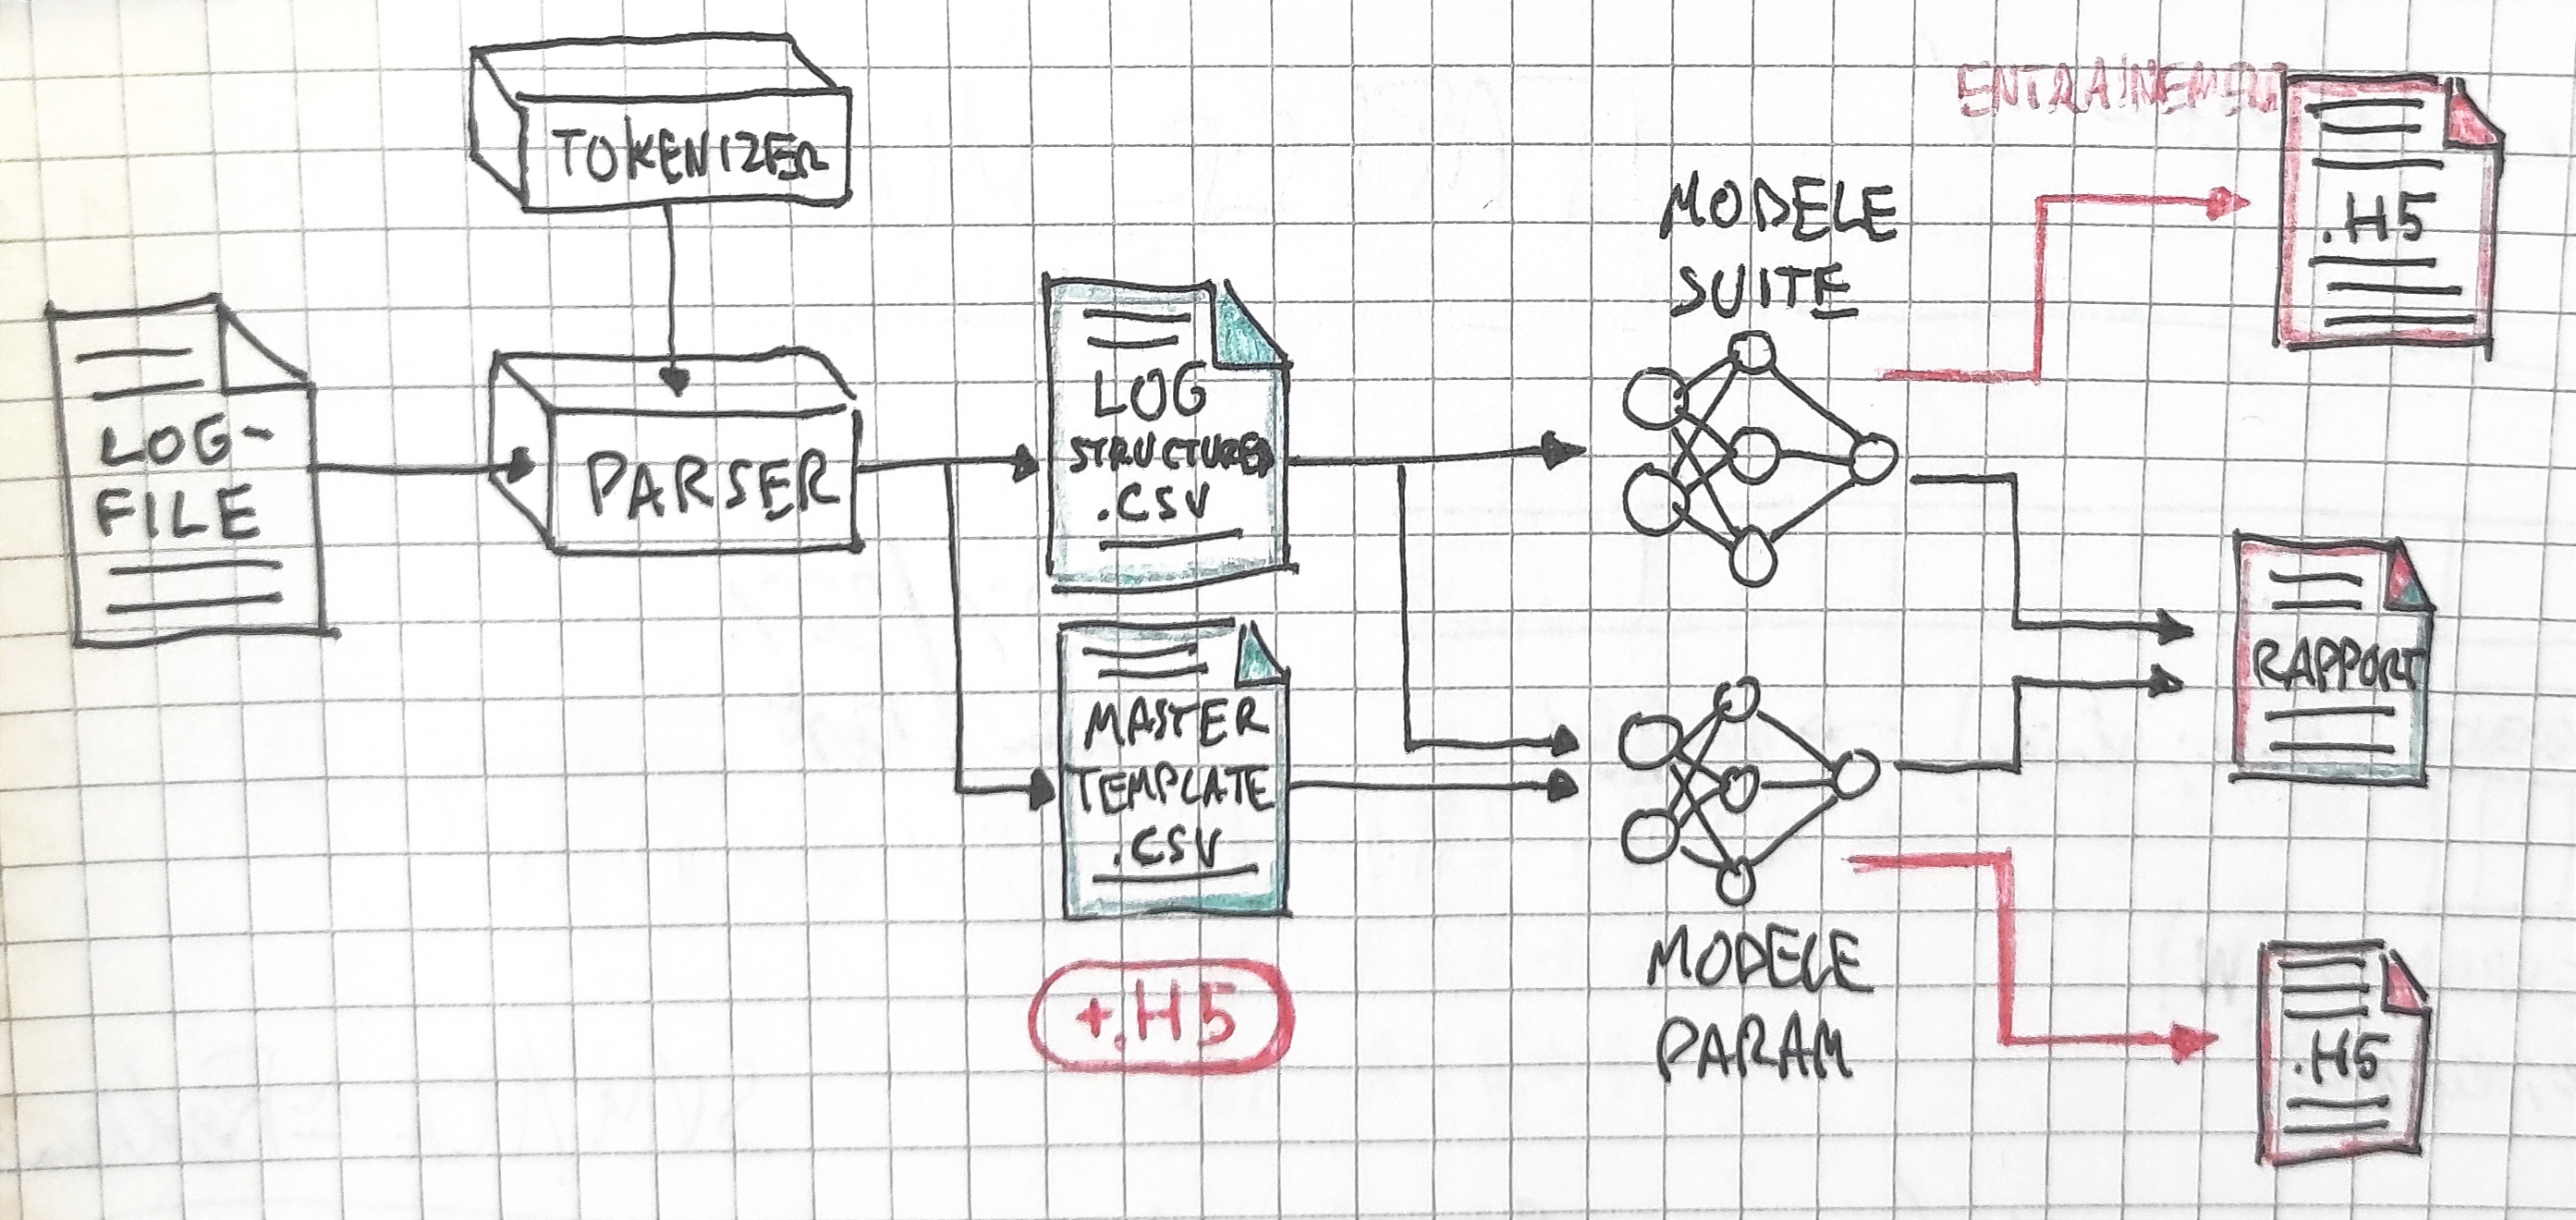 TOKENIZER
LOG-
FILE
PARSER
LOG
STRUCTURED
.CSV
MASTER
TEMPLATE
.CSV
+.H5
MODELE
SUITE
MODELE
PARAM
ENTRAINEMENT
.H5
RAPPORT
.H5